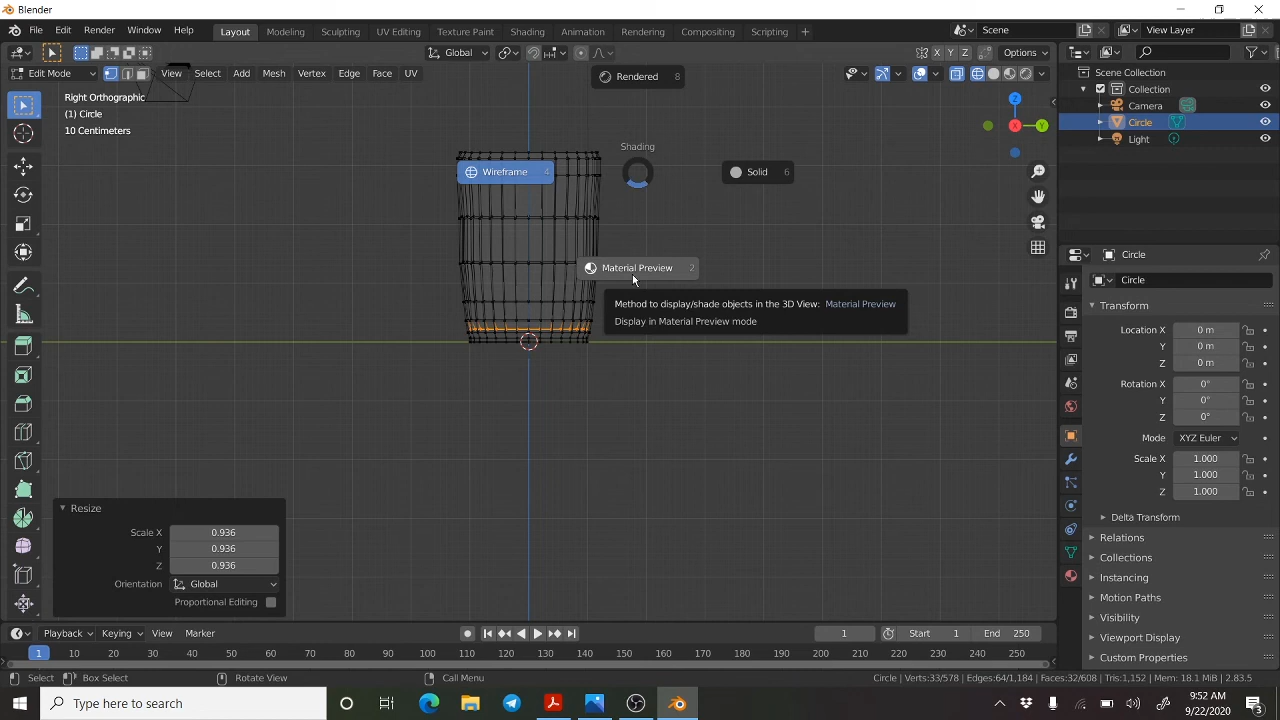 Blender
File Edit Render Window Help
Layout Modeling Sculpting UV Editing Texture Paint Shading Animation Rendering Compositing Scripting +
Scene
View Layer
Global
X Y Z
Options
Edit Mode
View Select Add Mesh Vertex Edge Face UV
Right Orthographic
(1) Circle
10 Centimeters
Rendered 8
Shading
Wireframe 4
Solid 6
Material Preview 2
Method to display/shade objects in the 3D View: Material Preview
Display in Material Preview mode
Z
X
Y
Resize
Scale X 0.936
Y 0.936
Z 0.936
Orientation Global
Proportional Editing
Scene Collection
Collection
Camera
Circle
Light
Circle
Circle
Transform
Location X 0 m
Y 0 m
Z 0 m
Rotation X 0°
Y 0°
Z 0°
Mode XYZ Euler
Scale X 1.000
Y 1.000
Z 1.000
Delta Transform
Relations
Collections
Instancing
Motion Paths
Visibility
Viewport Display
Custom Properties
Playback Keying View Marker
1
Start 1
End 250
1 10 20 30 40 50 60 70 80 90 100 110 120 130 140 150 160 170 180 190 200 210 220 230 240 250
Select
Box Select
Rotate View
Call Menu
Circle | Verts:33/578 | Edges:64/1,184 | Faces:32/608 | Tris:1,152 | Mem: 18.1 MiB | 2.83.5
Type here to search
9:52 AM
9/22/2020